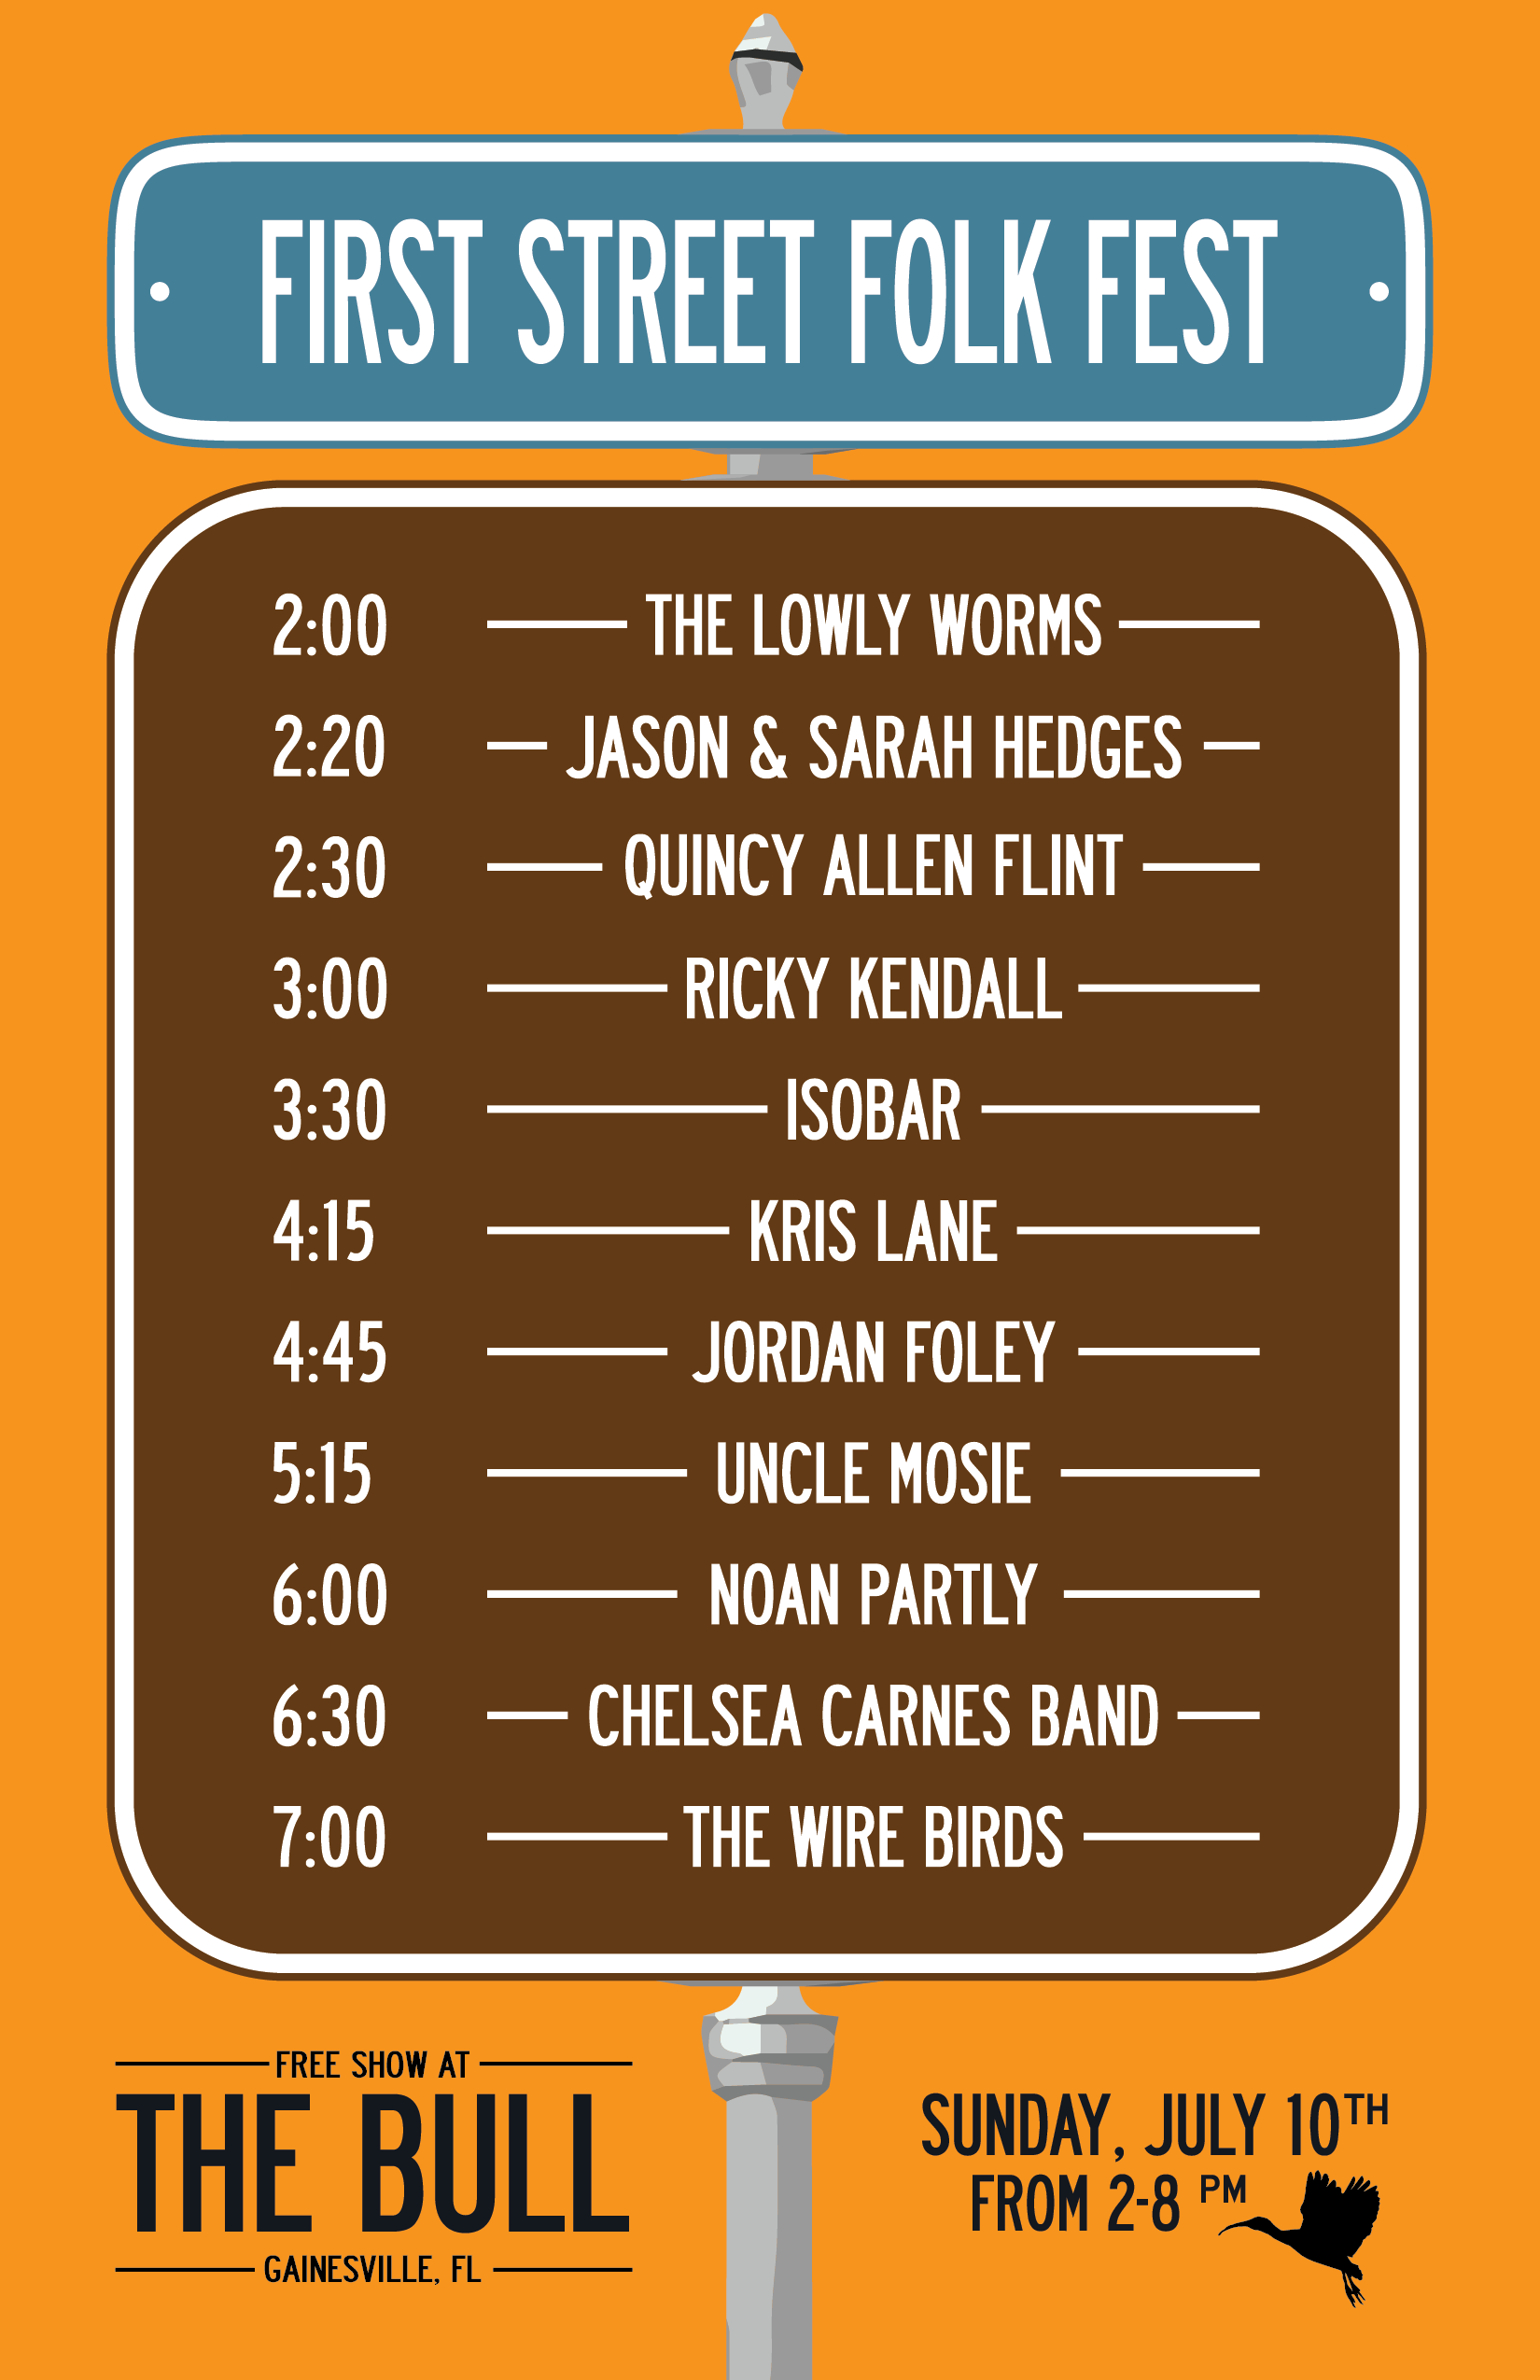 FIRST STREET FOLK FEST
2:00 THE LOWLY WORMS
2:20 JASON & SARAH HEDGES
2:30 QUINCY ALLEN FLINT
3:00 RICKY KENDALL
3:30 ISOBAR
4:15 KRIS LANE
4:45 JORDAN FOLEY
5:15 UNCLE MOSIE
6:00 NOAN PARTLY
6:30 CHELSEA CARNES BAND
7:00 THE WIRE BIRDS
FREE SHOW AT
THE BULL
GAINESVILLE, FL
SUNDAY, JULY 10TH
FROM 2-8 PM